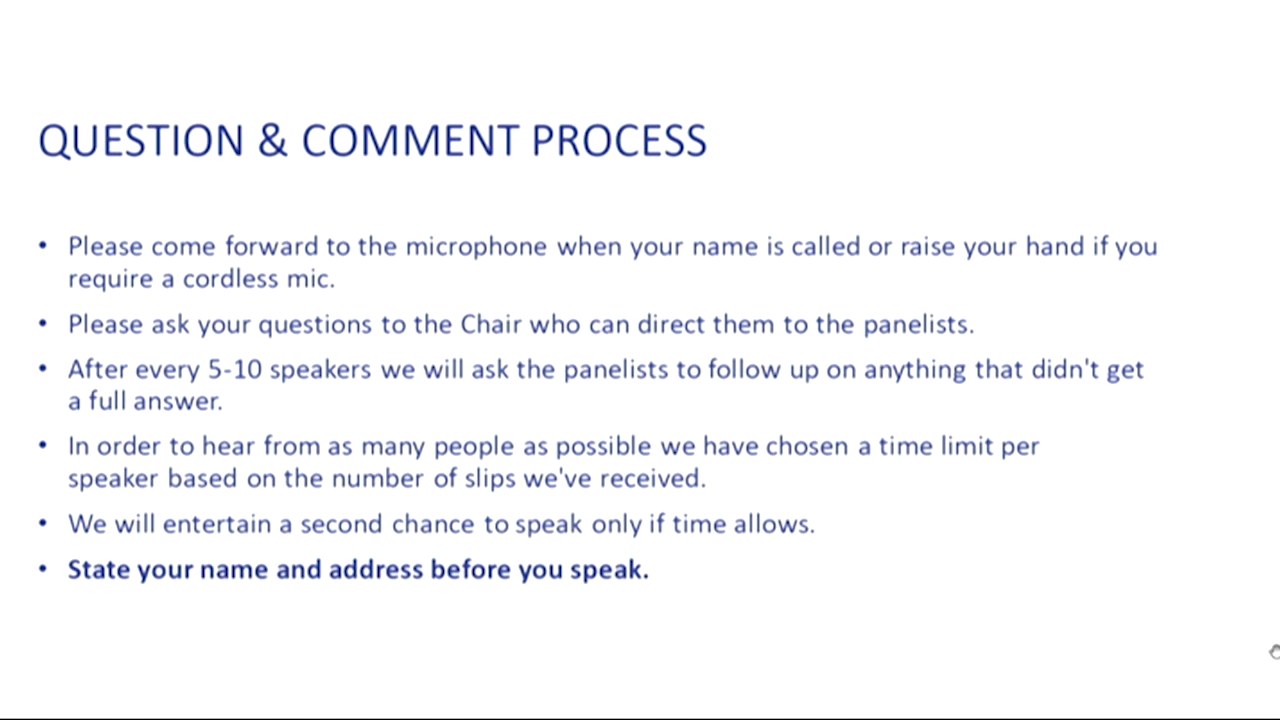 QUESTION & COMMENT PROCESS
• Please come forward to the microphone when your name is called or raise your hand if you
require a cordless mic.
• Please ask your questions to the Chair who can direct them to the panelists.
• After every 5-10 speakers we will ask the panelists to follow up on anything that didn't get
a full answer.
• In order to hear from as many people as possible we have chosen a time limit per
speaker based on the number of slips we've received.
• We will entertain a second chance to speak only if time allows.
• State your name and address before you speak.